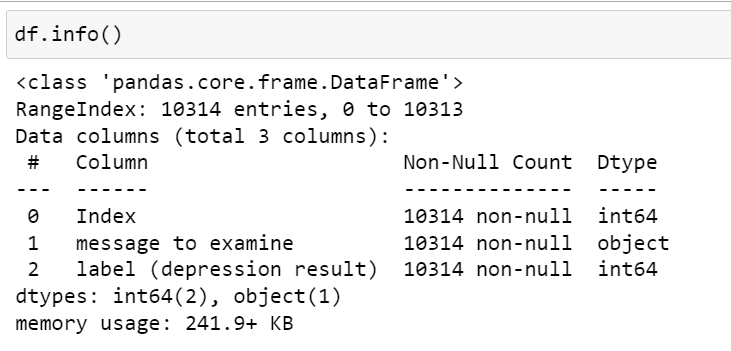 df.info()
<class 'pandas.core.frame.DataFrame'>
RangeIndex: 10314 entries, 0 to 10313
Data columns (total 3 columns):
 #   Column                     Non-Null Count  Dtype
---  ------                     --------------  -----
 0   Index                      10314 non-null  int64
 1   message to examine         10314 non-null  object
 2   label (depression result)  10314 non-null  int64
dtypes: int64(2), object(1)
memory usage: 241.9+ KB